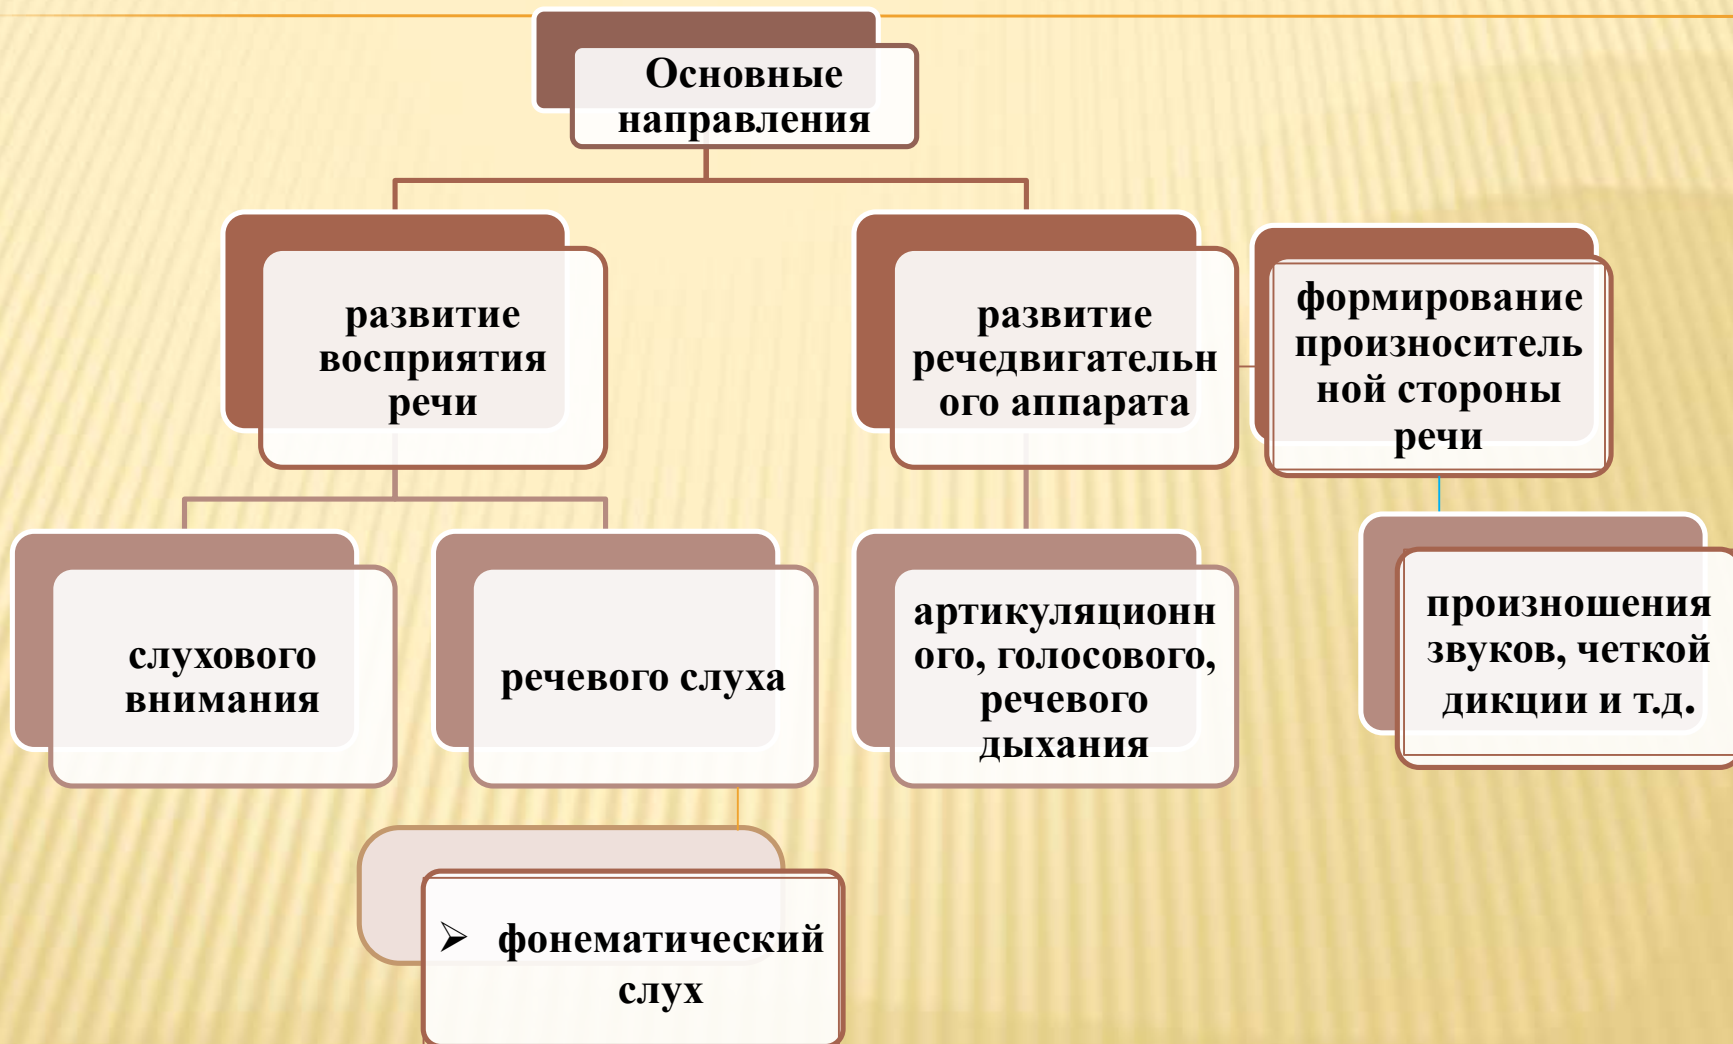 Основные
направления
развитие
восприятия
речи
развитие
речедвигательн
ого аппарата
формирование
произноситель
ной стороны
речи
слухового
внимания
речевого слуха
артикуляционн
ого, голосового,
речевого
дыхания
произношения
звуков, четкой
дикции и т.д.
➢ фонематический
слух